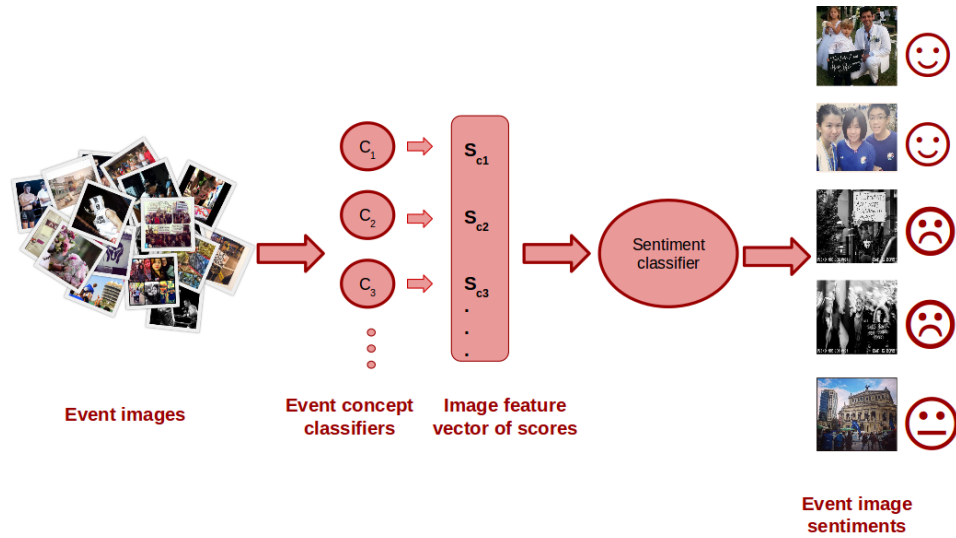 C1
C2
C3
Sc1
Sc2
Sc3
.
.
.
Sentiment
classifier
Event images
Event concept
classifiers
Image feature
vector of scores
Event image
sentiments